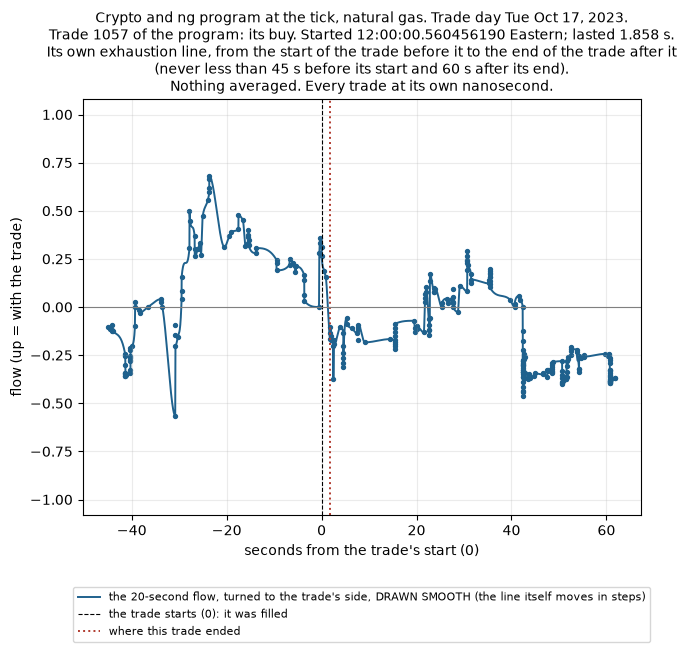 Crypto and ng program at the tick, natural gas. Trade day Tue Oct 17, 2023.
Trade 1057 of the program: its buy. Started 12:00:00.560456190 Eastern; lasted 1.858 s.
Its own exhaustion line, from the start of the trade before it to the end of the trade after it
(never less than 45 s before its start and 60 s after its end).
Nothing averaged. Every trade at its own nanosecond.
1.00
0.75
0.50
0.25
0.00
−0.25
−0.50
−0.75
−1.00
flow (up = with the trade)
−40
−20
0
20
40
60
seconds from the trade's start (0)
the 20-second flow, turned to the trade's side, DRAWN SMOOTH (the line itself moves in steps)
the trade starts (0): it was filled
where this trade ended